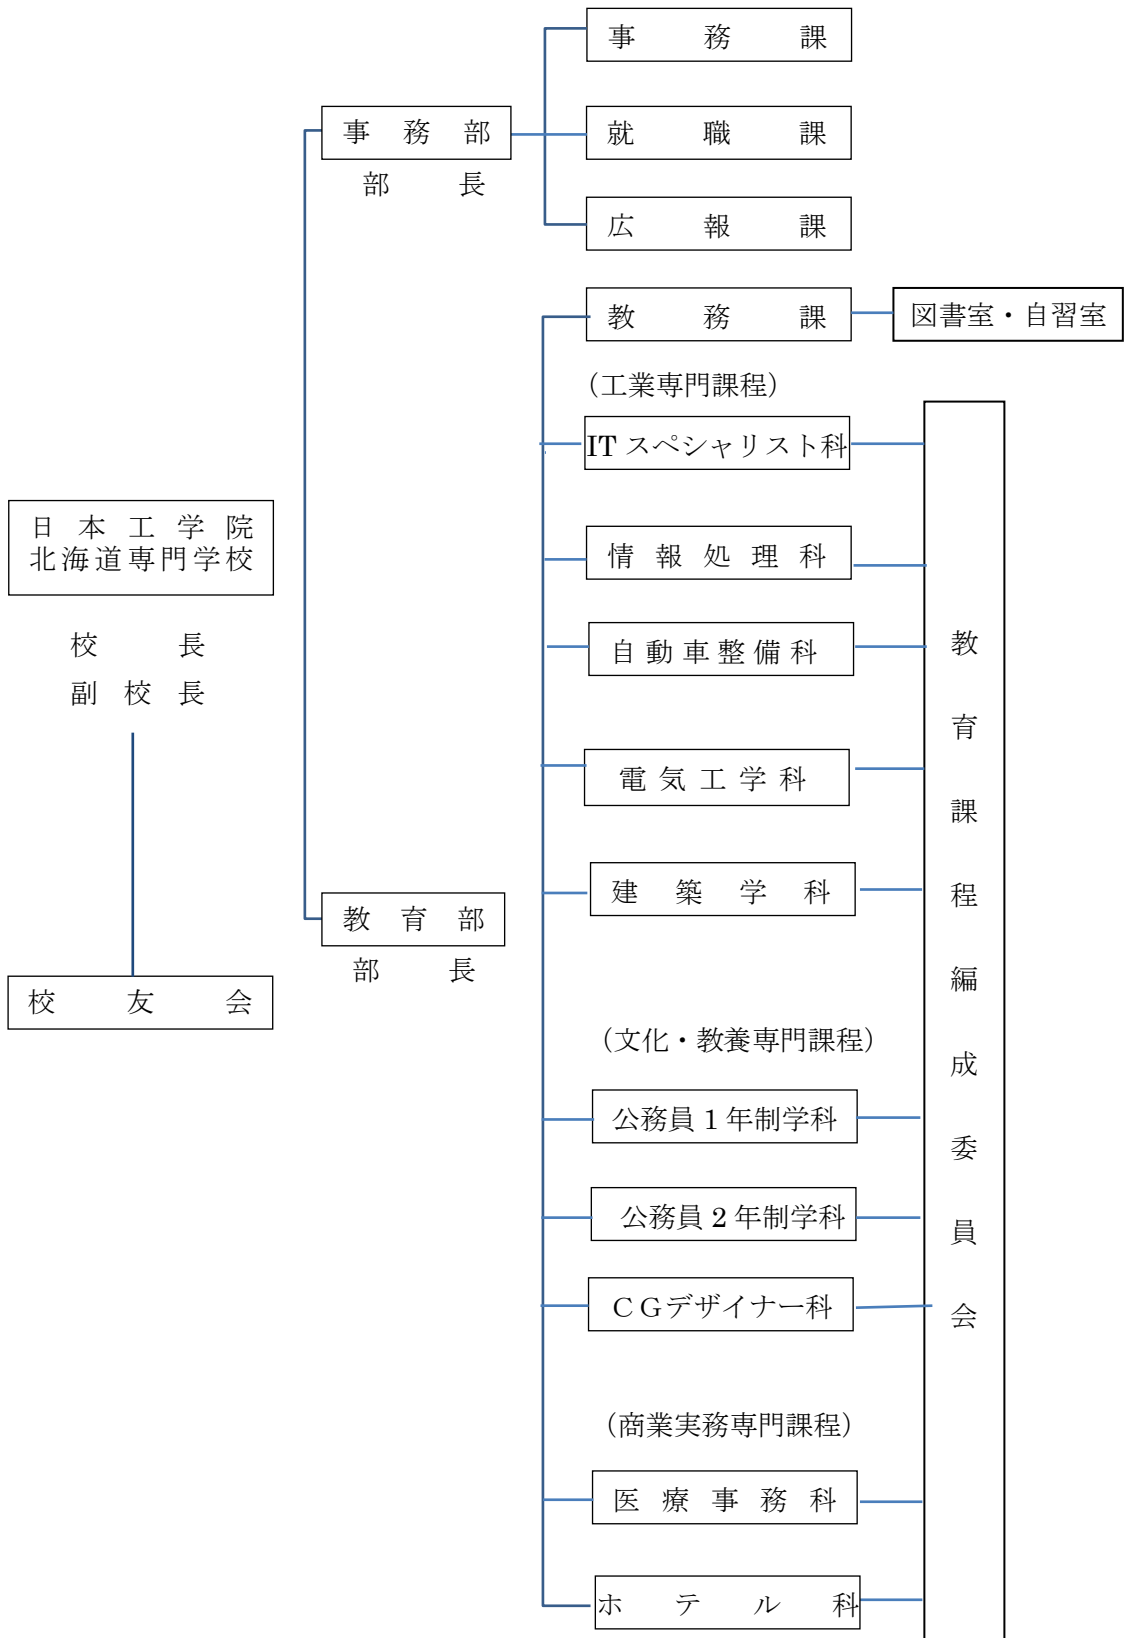 事務課
事務部
部長
就職課
広報課
教務課
図書室・自習室
（工業専門課程）
ITスペシャリスト科
日本工学院
北海道専門学校
校長
副校長
情報処理科
自動車整備科
電気工学科
建築学科
教育部
部長
校友会
（文化・教養専門課程）
公務員1年制学科
公務員2年制学科
ＣＧデザイナー科
（商業実務専門課程）
医療事務科
ホテル科
教育課程編成委員会